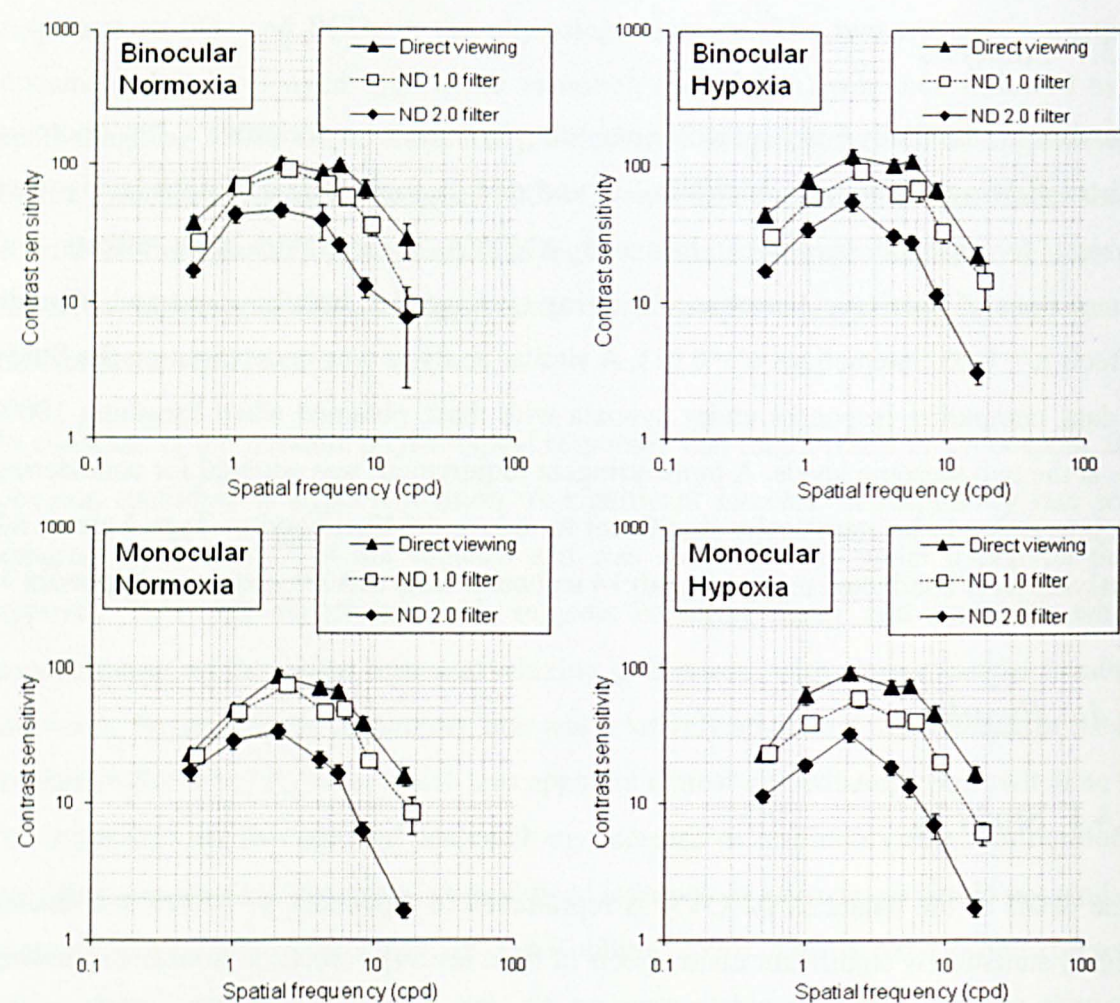 Binocular
Normoxia
Direct viewing
ND 1.0 filter
ND 2.0 filter
1000
100
10
1
0.1
1
10
100
Contrast sensitivity
Spatial frequency (cpd)
Binocular
Hypoxia
Direct viewing
ND 1.0 filter
ND 2.0 filter
1000
100
10
1
0.1
1
10
100
Contrast sensitivity
Spatial frequency (cpd)
Monocular
Normoxia
Direct viewing
ND 1.0 filter
ND 2.0 filter
1000
100
10
1
0.1
1
10
100
Contrast sensitivity
Spatial frequency (cpd)
Monocular
Hypoxia
Direct viewing
ND 1.0 filter
ND 2.0 filter
1000
100
10
1
0.1
1
10
100
Contrast sensitivity
Spatial frequency (cpd)